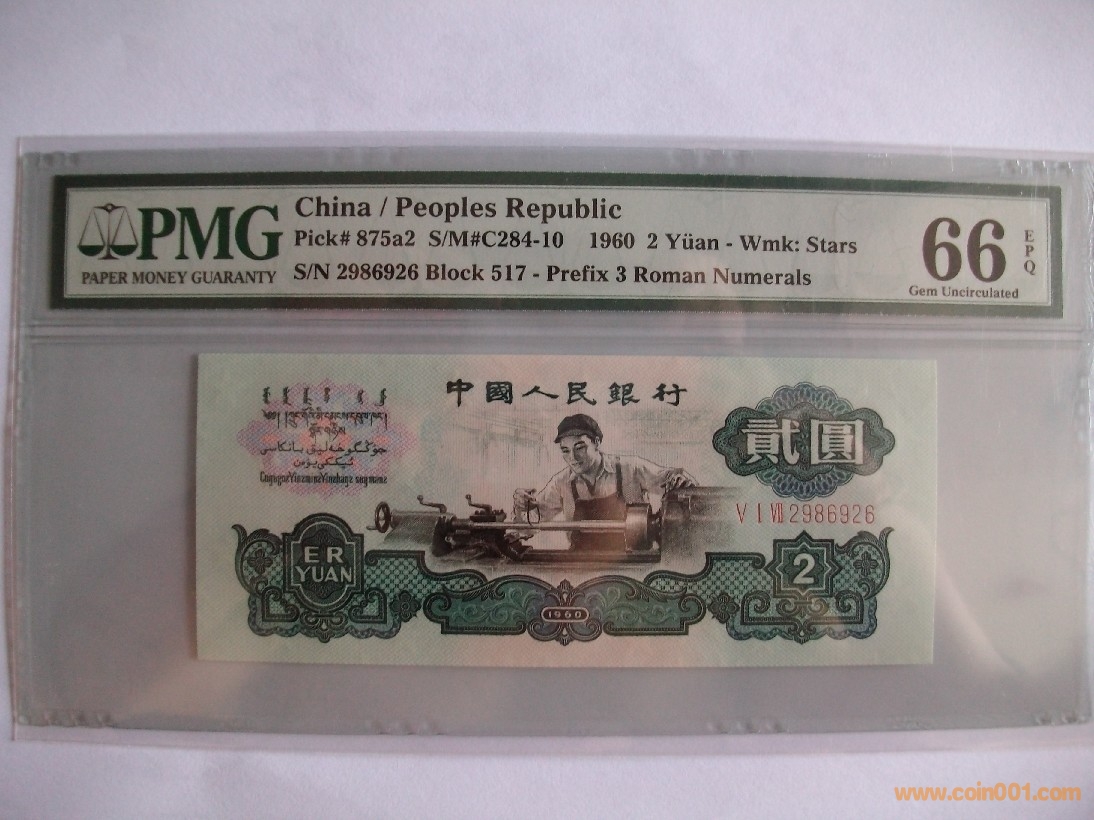 PMG
PAPER MONEY GUARANTY
China / Peoples Republic
Pick# 875a2 S/M#C284-10 1960 2 Yüan - Wmk: Stars
S/N 2986926 Block 517 - Prefix 3 Roman Numerals
66
EPQ
Gem Uncirculated
中國人民銀行
貳圓
V I VII 2986926
ER
YUAN
2
1960
www.coin001.com